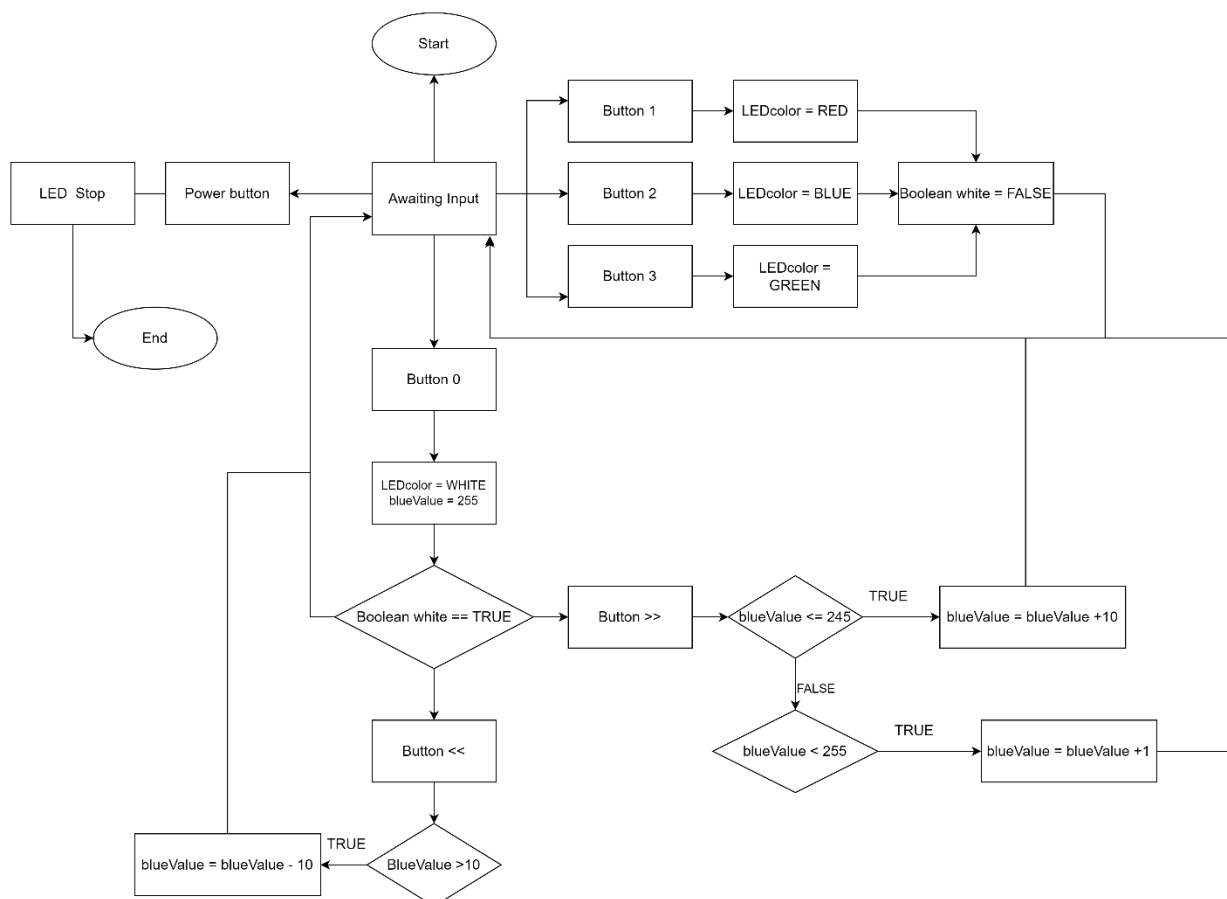 Start
Button 1
LEDcolor = RED
LED Stop
Power button
Awaiting Input
Button 2
LEDcolor = BLUE
Boolean white = FALSE
Button 3
LEDcolor =
GREEN
End
Button 0
LEDcolor = WHITE
blueValue = 255
Boolean white == TRUE
Button >>
blueValue <= 245
TRUE
blueValue = blueValue +10
FALSE
Button <<
blueValue < 255
TRUE
blueValue = blueValue +1
blueValue = blueValue - 10
TRUE
BlueValue >10